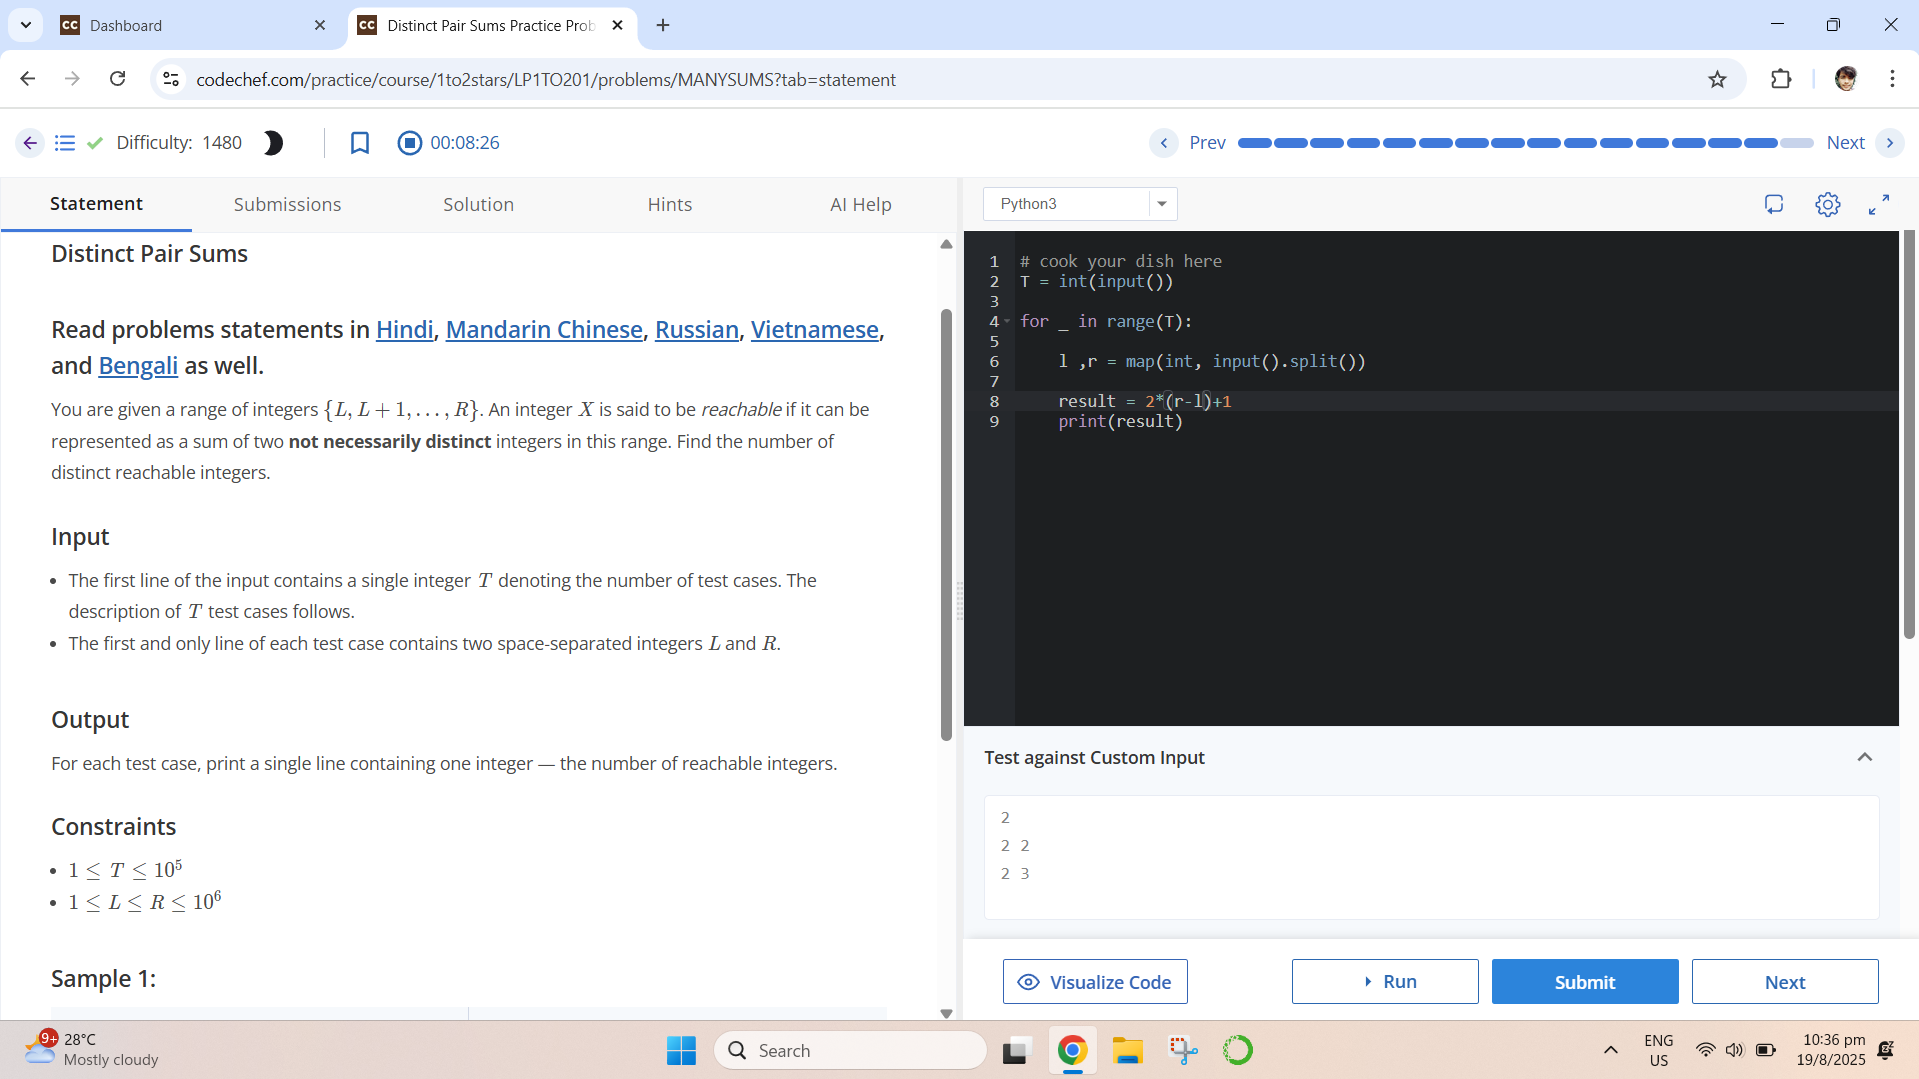 Dashboard
Distinct Pair Sums Practice Prob
codechef.com/practice/course/1to2stars/LP1TO201/problems/MANYSUMS?tab=statement
Difficulty: 1480
00:08:26
Prev
Next
Statement
Submissions
Solution
Hints
AI Help
Distinct Pair Sums
Read problems statements in Hindi, Mandarin Chinese, Russian, Vietnamese,
and Bengali as well.
You are given a range of integers {L, L + 1, . . . , R}. An integer X is said to be reachable if it can be
represented as a sum of two not necessarily distinct integers in this range. Find the number of
distinct reachable integers.
Input
• The first line of the input contains a single integer T denoting the number of test cases. The
description of T test cases follows.
• The first and only line of each test case contains two space-separated integers L and R.
Output
For each test case, print a single line containing one integer — the number of reachable integers.
Constraints
• 1 ≤ T ≤ 10⁵
• 1 ≤ L ≤ R ≤ 10⁶
Sample 1:
Python3
1 # cook your dish here
2 T = int(input())
3
4 for _ in range(T):
5
6     l ,r = map(int, input().split())
7
8     result = 2*(r-l)+1
9     print(result)
Test against Custom Input
2
2 2
2 3
Visualize Code
Run
Submit
Next
9+
28°C
Mostly cloudy
Search
ENG
US
10:36 pm
19/8/2025